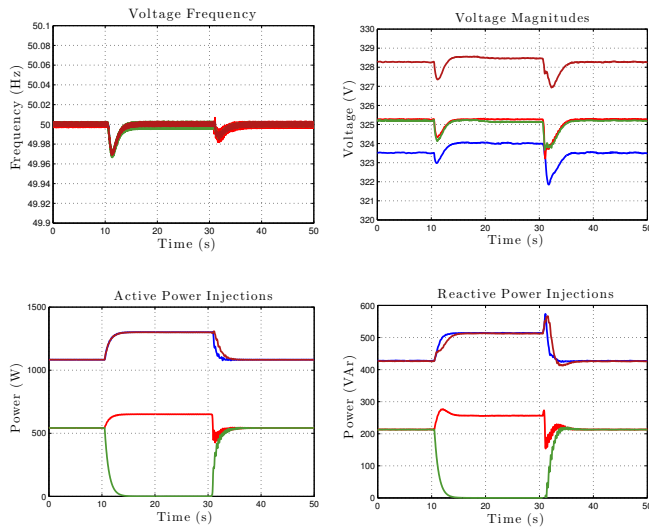 Voltage Frequency
50.1
50.08
50.06
50.04
50.02
50
49.98
49.96
49.94
49.92
49.9
Frequency (Hz)
0 10 20 30 40 50
Time (s)
Voltage Magnitudes
330
329
328
327
326
325
324
323
322
321
320
Voltage (V)
0 10 20 30 40 50
Time (s)
Active Power Injections
1500
1000
500
0
Power (W)
0 10 20 30 40 50
Time (s)
Reactive Power Injections
600
500
400
300
200
100
0
Power (VAr)
0 10 20 30 40 50
Time (s)